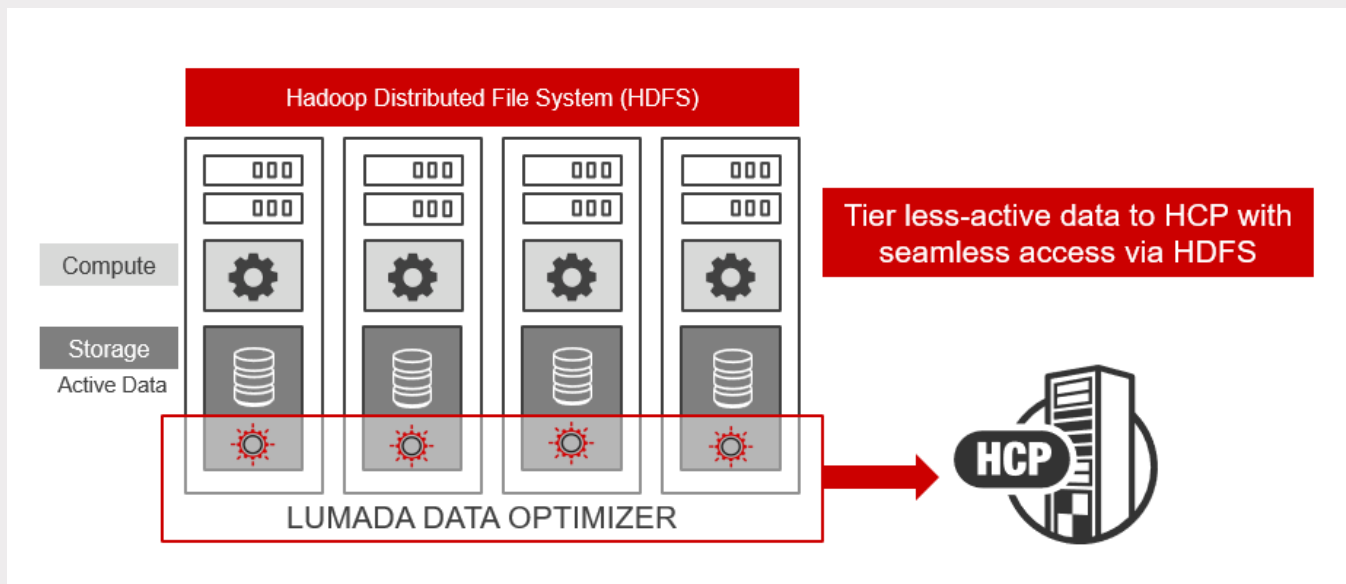 Hadoop Distributed File System (HDFS)
Compute
Storage
Active Data
Tier less-active data to HCP with
seamless access via HDFS
HCP
LUMADA DATA OPTIMIZER